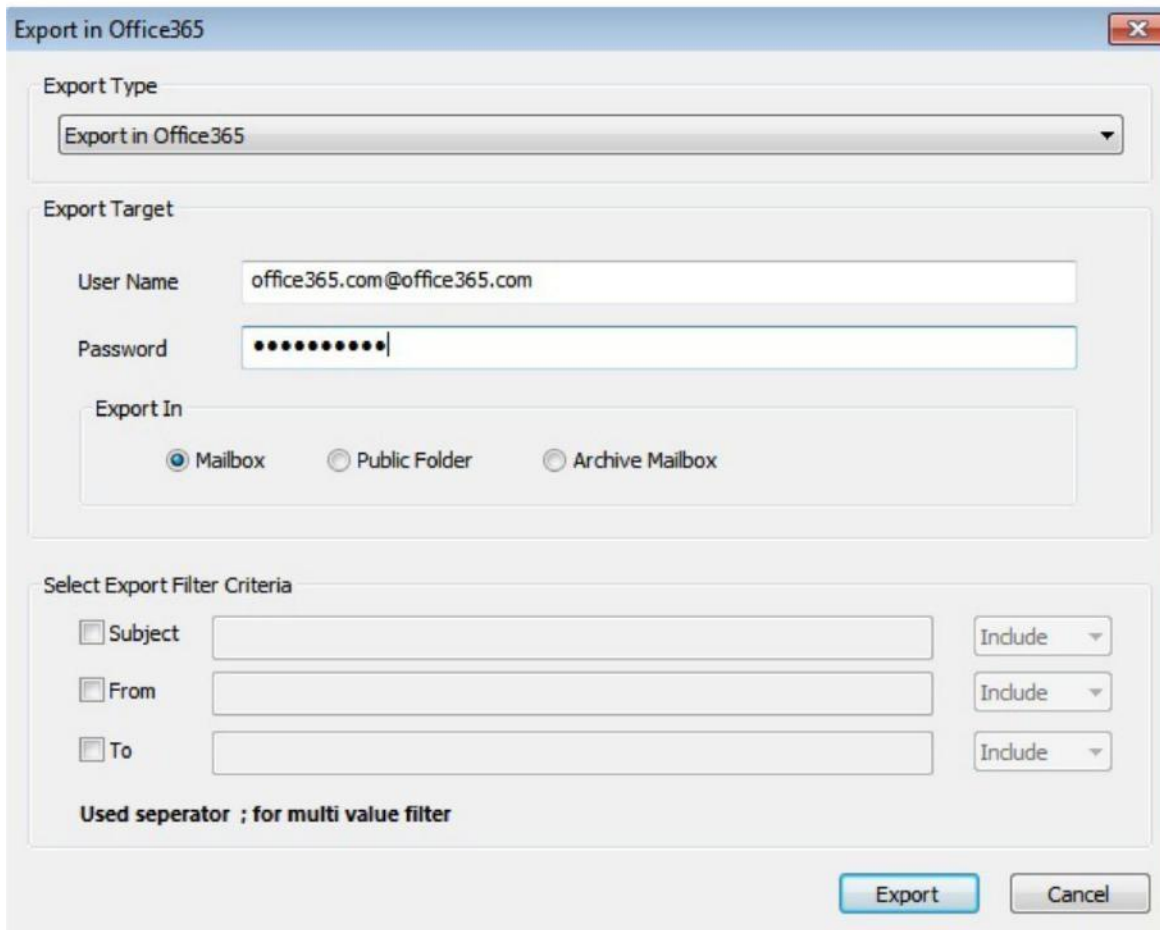 Export in Office365
Export Type
Export in Office365
Export Target
User Name office365.com@office365.com
Password ••••••••••
Export In
Mailbox Public Folder Archive Mailbox
Select Export Filter Criteria
Subject Include
From Include
To Include
Used seperator ; for multi value filter
Export Cancel